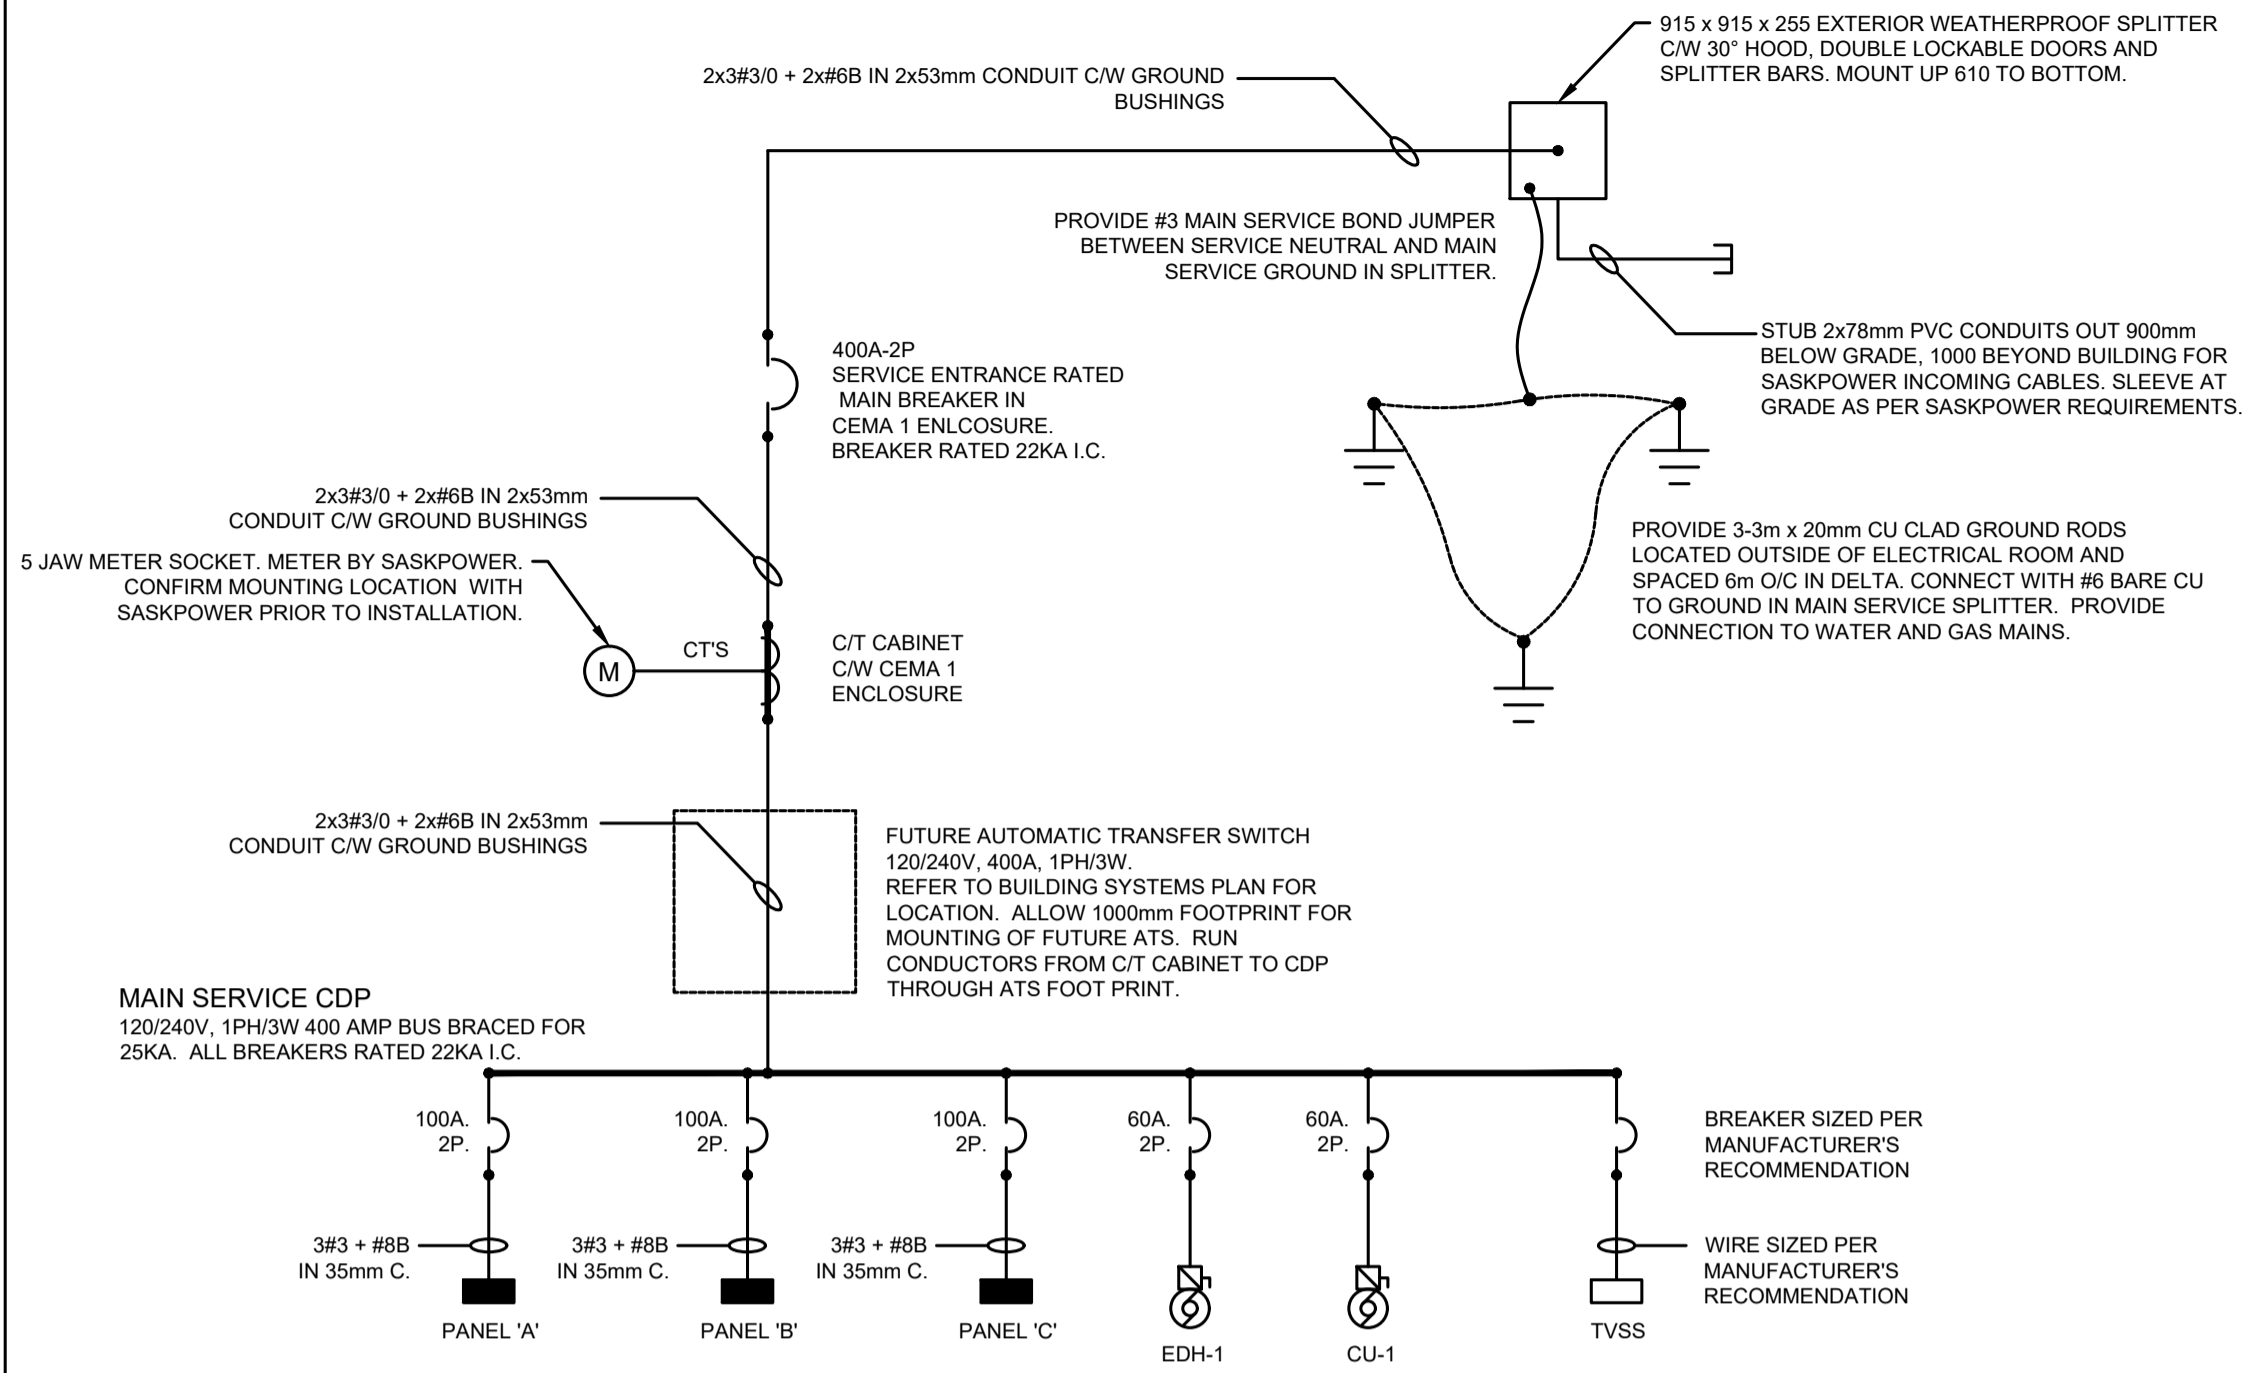 915 x 915 x 255 EXTERIOR WEATHERPROOF SPLITTER
C/W 30° HOOD, DOUBLE LOCKABLE DOORS AND
SPLITTER BARS. MOUNT UP 610 TO BOTTOM.
2x3#3/0 + 2x#6B IN 2x53mm CONDUIT C/W GROUND
BUSHINGS
PROVIDE #3 MAIN SERVICE BOND JUMPER
BETWEEN SERVICE NEUTRAL AND MAIN
SERVICE GROUND IN SPLITTER.
STUB 2x78mm PVC CONDUITS OUT 900mm
BELOW GRADE, 1000 BEYOND BUILDING FOR
SASKPOWER INCOMING CABLES. SLEEVE AT
GRADE AS PER SASKPOWER REQUIREMENTS.
400A-2P
SERVICE ENTRANCE RATED
MAIN BREAKER IN
CEMA 1 ENLCOSURE.
BREAKER RATED 22KA I.C.
2x3#3/0 + 2x#6B IN 2x53mm
CONDUIT C/W GROUND BUSHINGS
5 JAW METER SOCKET. METER BY SASKPOWER.
CONFIRM MOUNTING LOCATION WITH
SASKPOWER PRIOR TO INSTALLATION.
PROVIDE 3-3m x 20mm CU CLAD GROUND RODS
LOCATED OUTSIDE OF ELECTRICAL ROOM AND
SPACED 6m O/C IN DELTA. CONNECT WITH #6 BARE CU
TO GROUND IN MAIN SERVICE SPLITTER. PROVIDE
CONNECTION TO WATER AND GAS MAINS.
M
CT'S
C/T CABINET
C/W CEMA 1
ENCLOSURE
2x3#3/0 + 2x#6B IN 2x53mm
CONDUIT C/W GROUND BUSHINGS
FUTURE AUTOMATIC TRANSFER SWITCH
120/240V, 400A, 1PH/3W.
REFER TO BUILDING SYSTEMS PLAN FOR
LOCATION. ALLOW 1000mm FOOTPRINT FOR
MOUNTING OF FUTURE ATS. RUN
CONDUCTORS FROM C/T CABINET TO CDP
THROUGH ATS FOOT PRINT.
MAIN SERVICE CDP
120/240V, 1PH/3W 400 AMP BUS BRACED FOR
25KA. ALL BREAKERS RATED 22KA I.C.
100A.
2P.
100A.
2P.
100A.
2P.
60A.
2P.
60A.
2P.
BREAKER SIZED PER
MANUFACTURER'S
RECOMMENDATION
3#3 + #8B
IN 35mm C.
3#3 + #8B
IN 35mm C.
3#3 + #8B
IN 35mm C.
WIRE SIZED PER
MANUFACTURER'S
RECOMMENDATION
PANEL 'A'
PANEL 'B'
PANEL 'C'
EDH-1
CU-1
TVSS